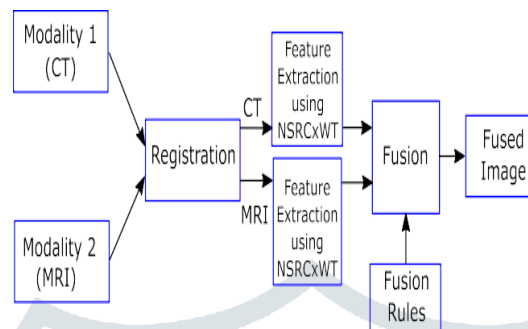 Modality 1
(CT)
Modality 2
(MRI)
Registration
CT
MRI
Feature
Extraction
using
NSRCxWT
Feature
Extraction
using
NSRCxWT
Fusion
Fusion
Rules
Fused
Image